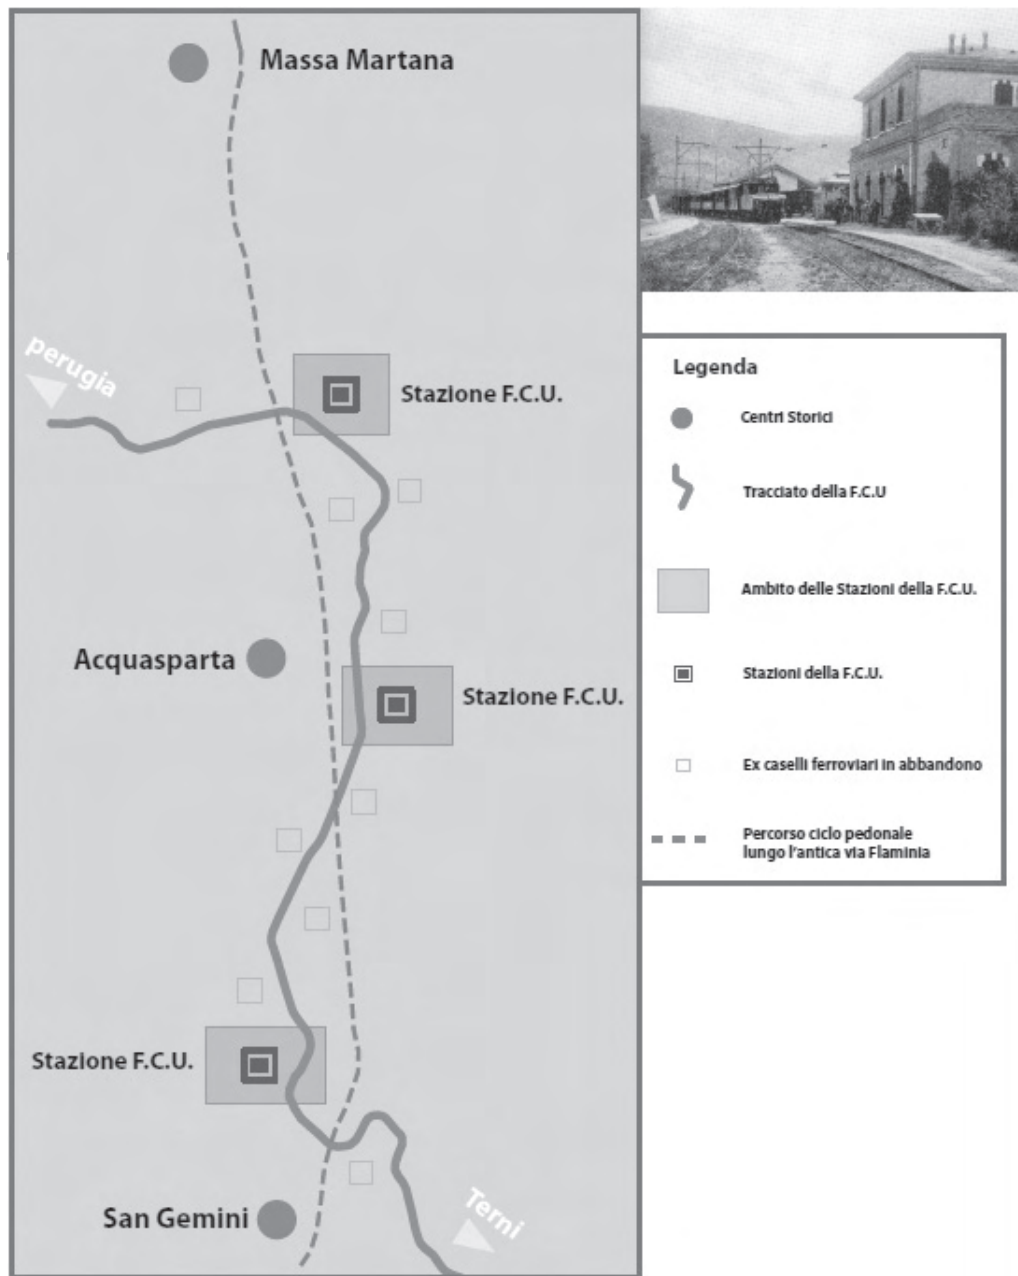 Massa Martana
perugia
Stazione F.C.U.
Acquasparta
Stazione F.C.U.
Stazione F.C.U.
San Gemini
Terni
Legenda
Centri Storici
Tracciato della F.C.U
Ambito delle Stazioni della F.C.U.
Stazioni della F.C.U.
Ex caselli ferroviari in abbandono
Percorso ciclo pedonale
lungo l'antica via Flaminia